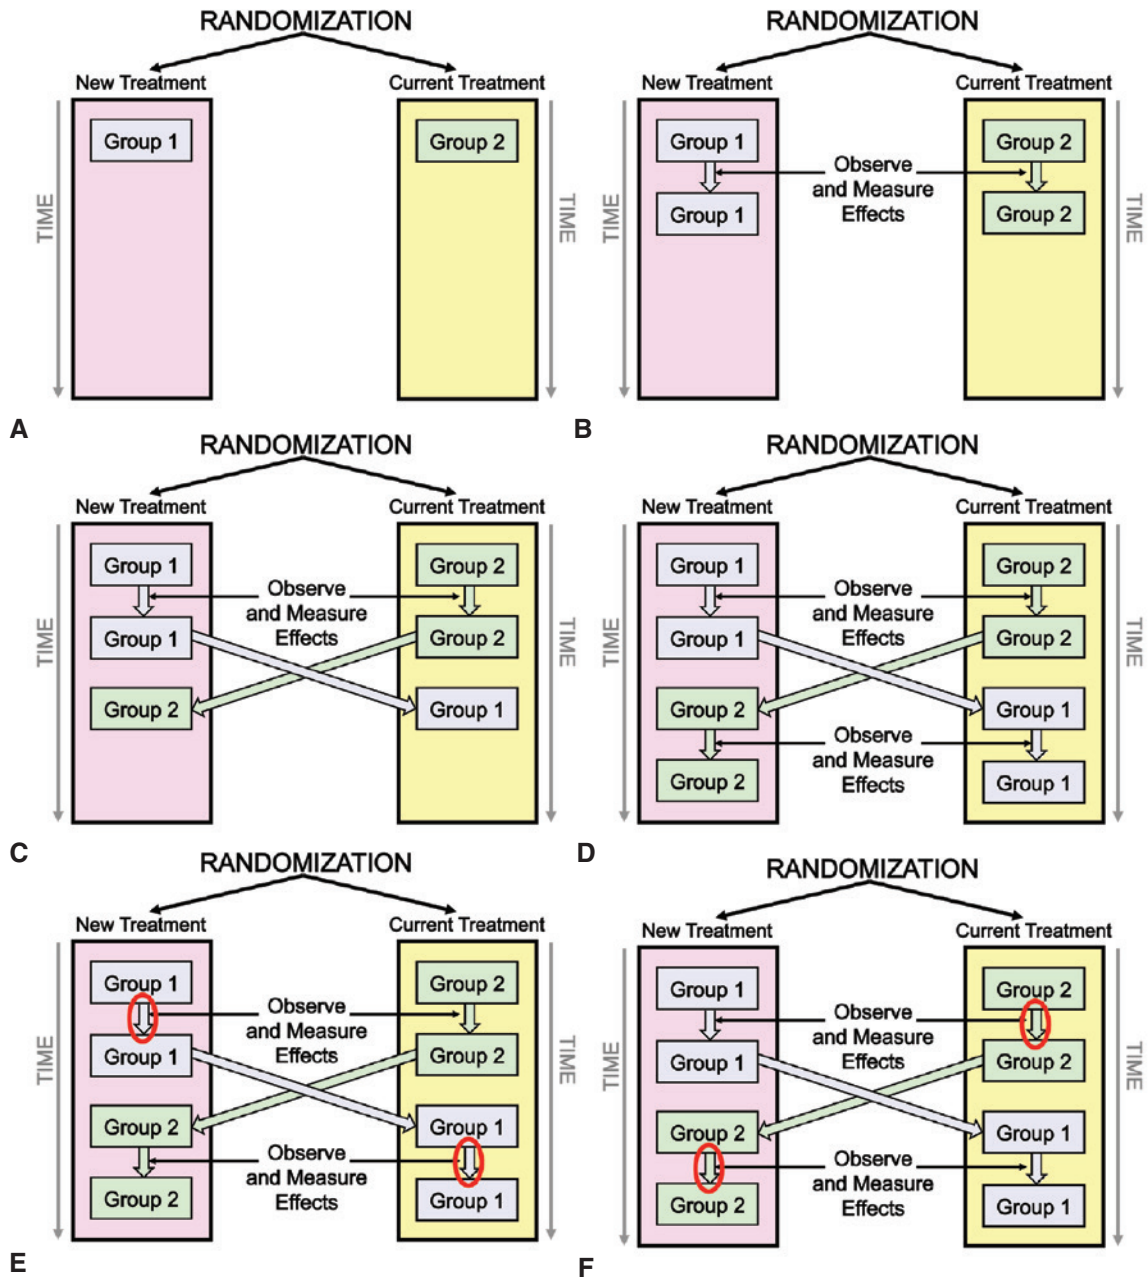 RANDOMIZATION
New Treatment
Current Treatment
TIME
Group 1
Group 2
TIME
A
RANDOMIZATION
New Treatment
Current Treatment
TIME
Group 1
Group 2
Observe
and Measure
Effects
Group 1
Group 2
TIME
B
RANDOMIZATION
New Treatment
Current Treatment
TIME
Group 1
Group 2
Observe
and Measure
Effects
Group 1
Group 2
Group 2
Group 1
TIME
C
RANDOMIZATION
New Treatment
Current Treatment
TIME
Group 1
Group 2
Observe
and Measure
Effects
Group 1
Group 2
Group 2
Group 1
Observe
and Measure
Effects
Group 2
Group 1
TIME
D
RANDOMIZATION
New Treatment
Current Treatment
TIME
Group 1
Group 2
Observe
and Measure
Effects
Group 1
Group 2
Group 2
Group 1
Observe
and Measure
Effects
Group 2
Group 1
TIME
E
RANDOMIZATION
New Treatment
Current Treatment
TIME
Group 1
Group 2
Observe
and Measure
Effects
Group 1
Group 2
Group 2
Group 1
Observe
and Measure
Effects
Group 2
Group 1
TIME
F